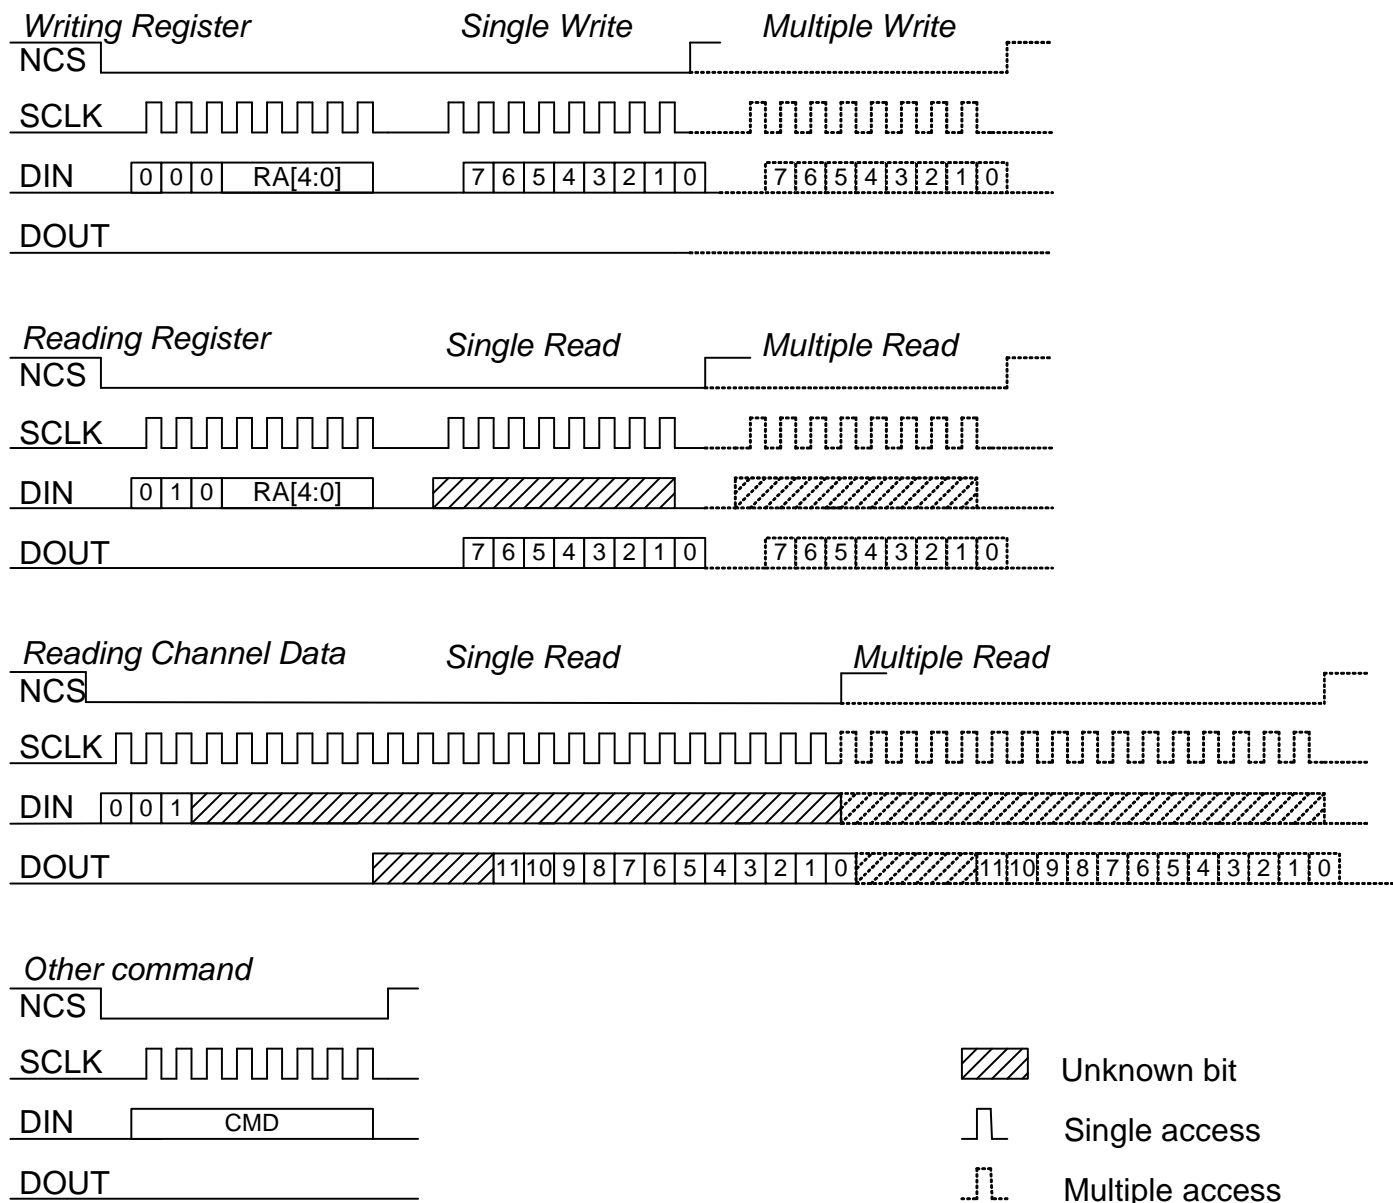 Writing Register Single Write Multiple Write
NCS
SCLK
DIN 0 0 0 RA[4:0] 7 6 5 4 3 2 1 0 7 6 5 4 3 2 1 0
DOUT
Reading Register Single Read Multiple Read
NCS
SCLK
DIN 0 1 0 RA[4:0]
DOUT 7 6 5 4 3 2 1 0 7 6 5 4 3 2 1 0
Reading Channel Data Single Read Multiple Read
NCS
SCLK
DIN 0 0 1
DOUT 11 10 9 8 7 6 5 4 3 2 1 0 11 10 9 8 7 6 5 4 3 2 1 0
Other command
NCS
SCLK
Unknown bit
DIN CMD
Single access
DOUT
Multiple access